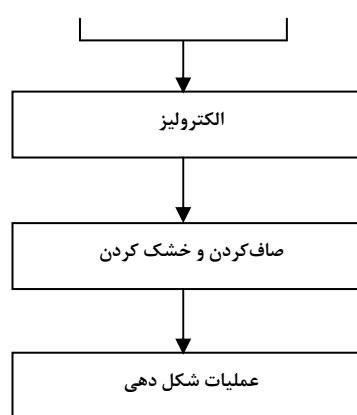 الکترولیز
صاف‌کردن و خشک کردن
عملیات شکل دهی